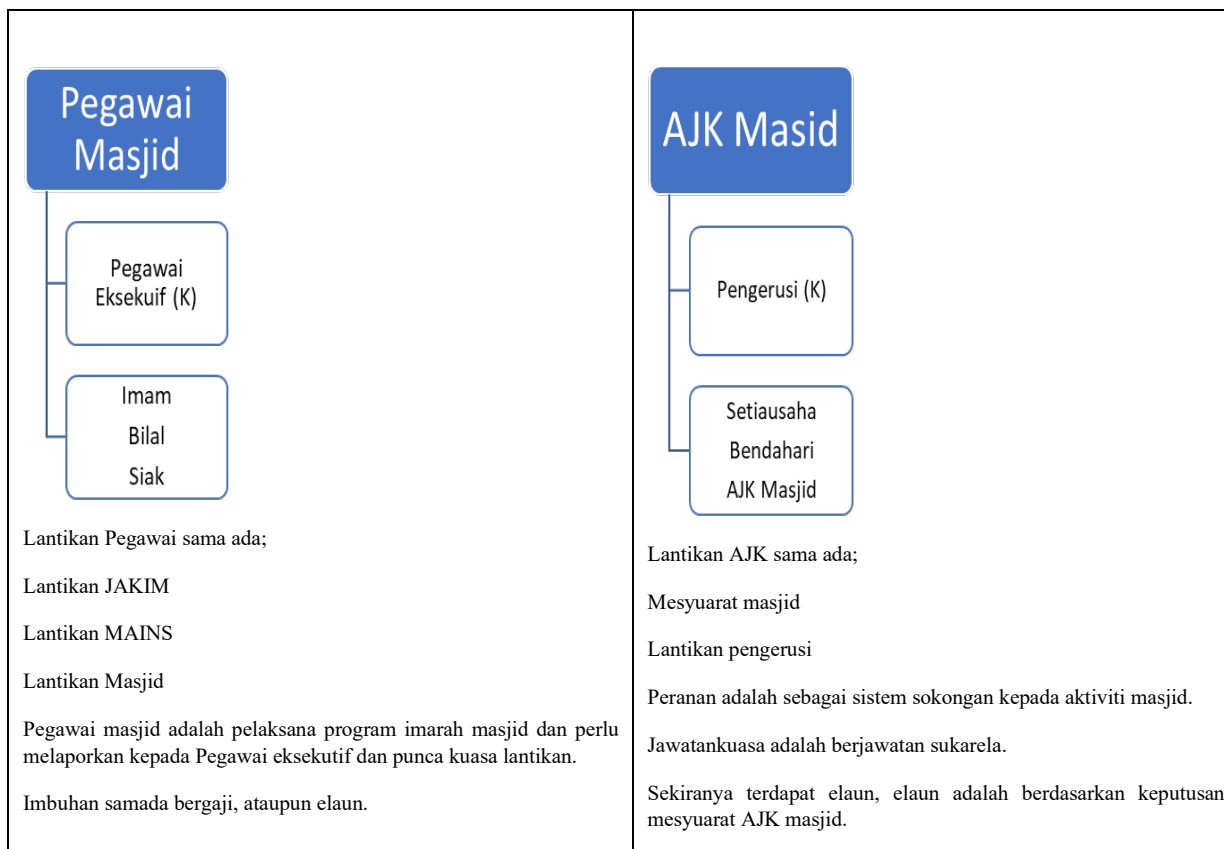 Pegawai
Masjid
Pegawai
Eksekuif (K)
Imam
Bilal
Siak
Lantikan Pegawai sama ada;
Lantikan JAKIM
Lantikan MAINS
Lantikan Masjid
Pegawai masjid adalah pelaksana program imarah masjid dan perlu
melaporkan kepada Pegawai eksekutif dan punca kuasa lantikan.
Imbuhan samada bergaji, ataupun elaun.
AJK Masid
Pengerusi (K)
Setiausaha
Bendahari
AJK Masjid
Lantikan AJK sama ada;
Mesyuarat masjid
Lantikan pengerusi
Peranan adalah sebagai sistem sokongan kepada aktiviti masjid.
Jawatankuasa adalah berjawatan sukarela.
Sekiranya terdapat elaun, elaun adalah berdasarkan keputusan
mesyuarat AJK masjid.